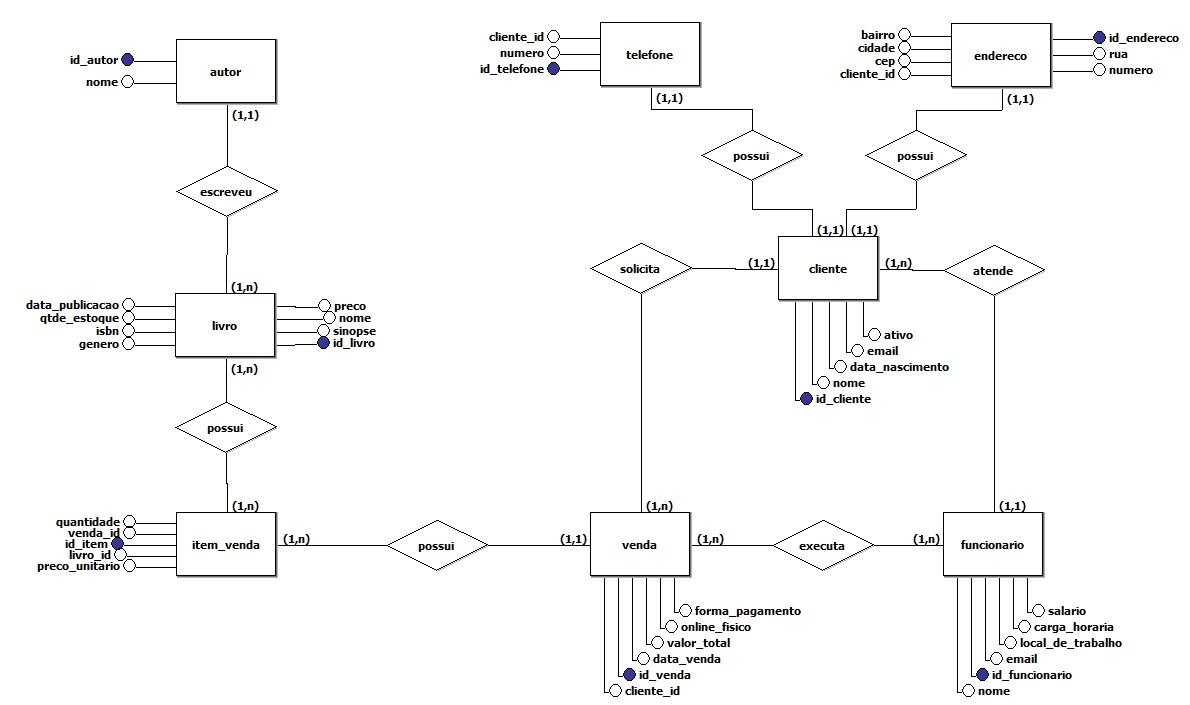 id_autor
nome
autor
(1,1)
escreveu
(1,n)
data_publicacao
qtde_estoque
isbn
genero
livro
preco
nome
sinopse
id_livro
(1,n)
possui
(1,n)
quantidade
venda_id
id_item
livro_id
preco_unitario
item_venda
(1,n)
possui
(1,1)
cliente_id
numero
id_telefone
telefone
(1,1)
possui
(1,1)
bairro
cidade
cep
cliente_id
endereco
id_endereco
rua
numero
(1,1)
possui
(1,1)
solicita
(1,1)
cliente
(1,n)
atende
ativo
email
data_nascimento
nome
id_cliente
(1,n)
venda
(1,n)
executa
(1,n)
(1,1)
funcionario
forma_pagamento
online_fisico
valor_total
data_venda
id_venda
cliente_id
salario
carga_horaria
local_de_trabalho
email
id_funcionario
nome